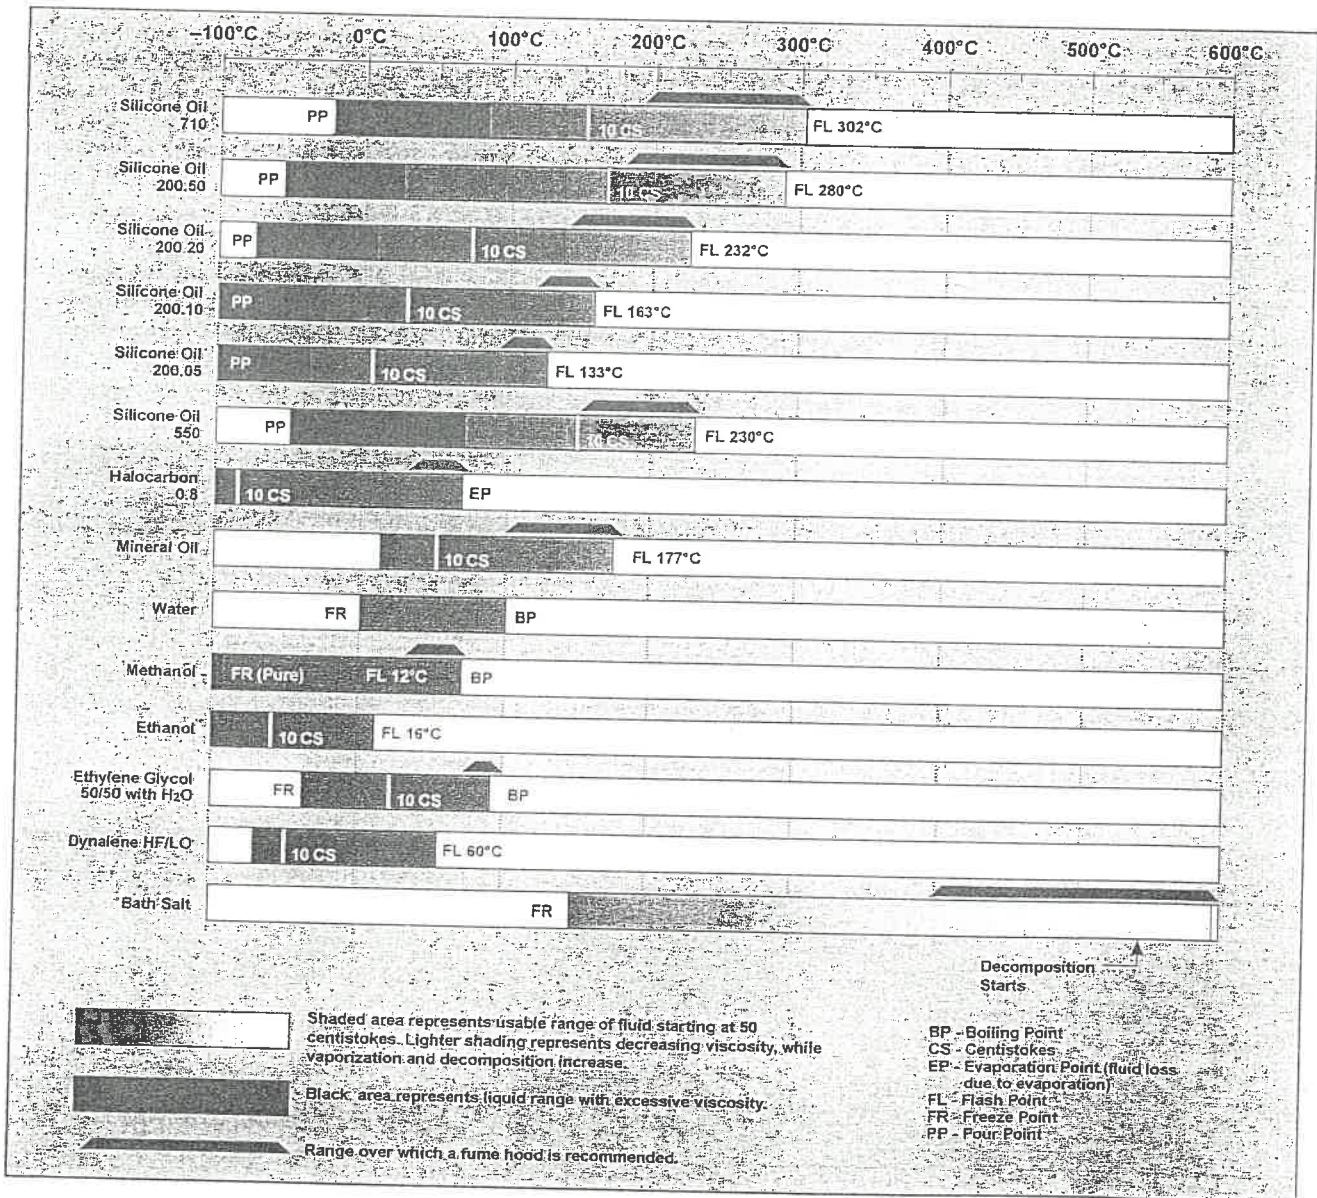 –100°C 0°C 100°C 200°C 300°C 400°C 500°C 600°C
Silicone Oil
710
PP
10 CS
FL 302°C
Silicone Oil
200.50
PP
10 CS
FL 280°C
Silicone Oil
200.20
PP
10 CS
FL 232°C
Silicone Oil
200.10
PP
10 CS
FL 163°C
Silicone Oil
200.05
PP
10 CS
FL 133°C
Silicone Oil
550
PP
10 CS
FL 230°C
Halocarbon
0.8
10 CS
EP
Mineral Oil
10 CS
FL 177°C
Water
FR
BP
Methanol
FR (Pure)
FL 12°C
BP
Ethanol
10 CS
FL 16°C
Ethylene Glycol
50/50 with H₂O
FR
10 CS
BP
Dynalene HF/LO
10 CS
FL 60°C
Bath Salt
FR
Decomposition
Starts
Shaded area represents usable range of fluid starting at 50
centistokes. Lighter shading represents decreasing viscosity, while
vaporization and decomposition increase.
Black area represents liquid range with excessive viscosity.
Range over which a fume hood is recommended.
BP - Boiling Point
CS - Centistokes
EP - Evaporation Point (fluid loss
due to evaporation)
FL - Flash Point
FR - Freeze Point
PP - Pour Point